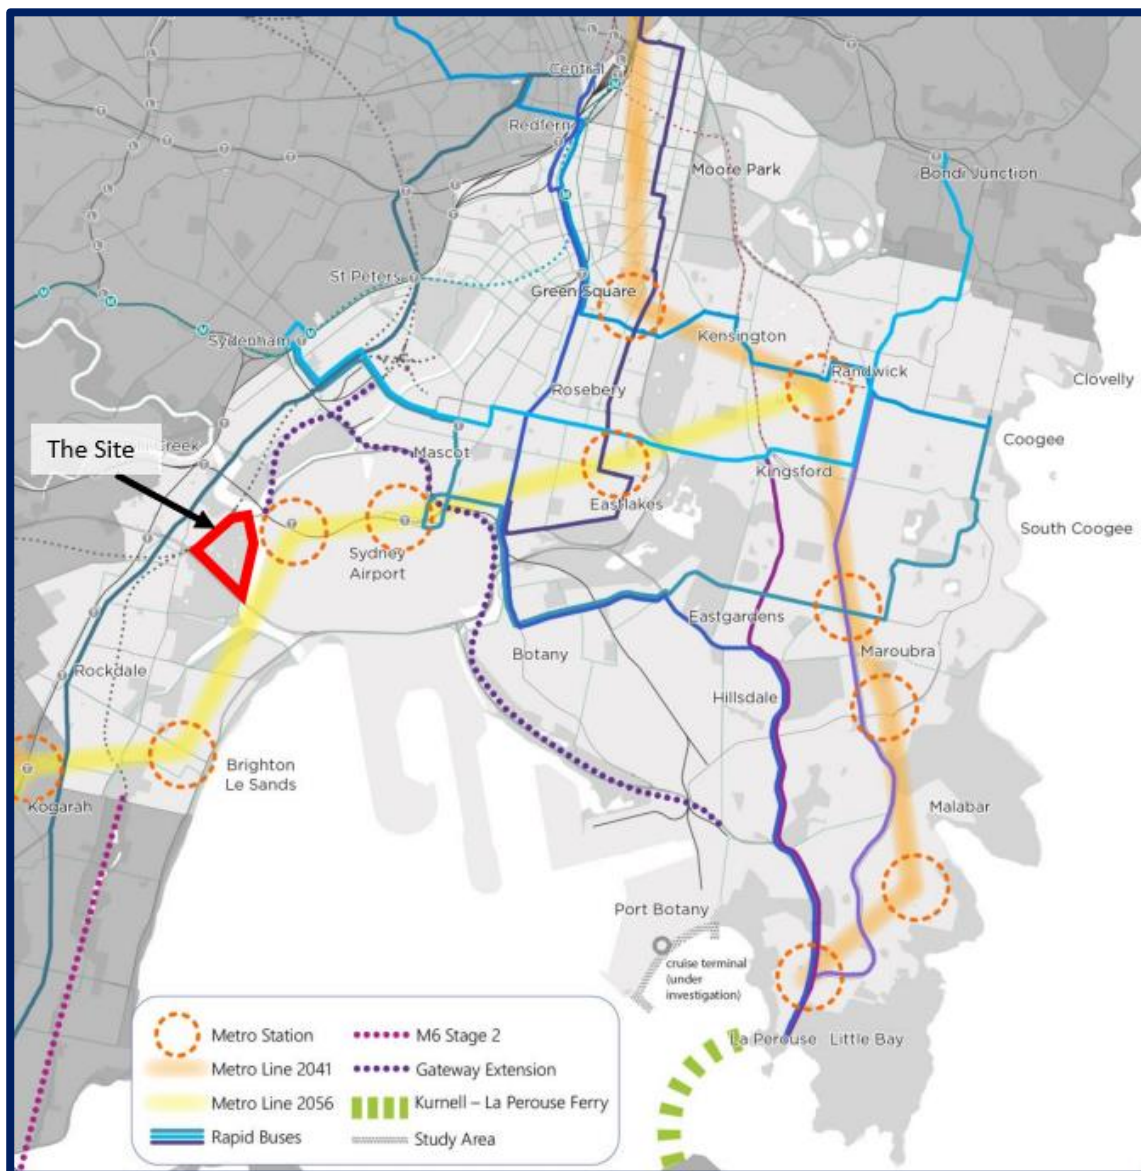 Central
Redfern
Moore Park
Bondi Junction
St Peters
Green Square
Sydenham
Kensington
Randwick
Clovelly
Rosebery
The Site
Creek
Mascot
Coogee
Kingsford
Eastlakes
South Coogee
Sydney
Airport
Eastgardens
Botany
Maroubra
Rockdale
Hillsdale
Brighton
Le Sands
Kogarah
Malabar
Port Botany
cruise terminal
(under
investigation)
La Perouse
Little Bay
Metro Station
Metro Line 2041
Metro Line 2056
Rapid Buses
M6 Stage 2
Gateway Extension
Kurnell – La Perouse Ferry
Study Area